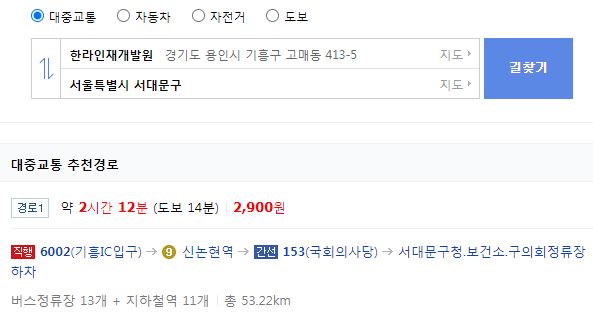 대중교통 자동차 자전거 도보
한라인재개발원 경기도 용인시 기흥구 고매동 413-5 지도
서울특별시 서대문구 지도
길찾기
대중교통 추천경로
경로1 약 2시간 12분 (도보 14분) 2,900원
직행 6002(기흥IC입구) → 9 신논현역 → 간선 153(국회의사당) → 서대문구청.보건소.구의회정류장
하차
버스정류장 13개 + 지하철역 11개 총 53.22km